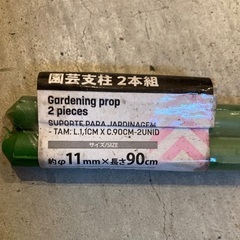 園芸支柱 2本組
Gardening prop
2 pieces
SUPORTE PARA JARDINAGEM
- TAM: L.1,1CM X C.90CM-2UNID
サイズ/SIZE
約φ11mm×長さ90cm